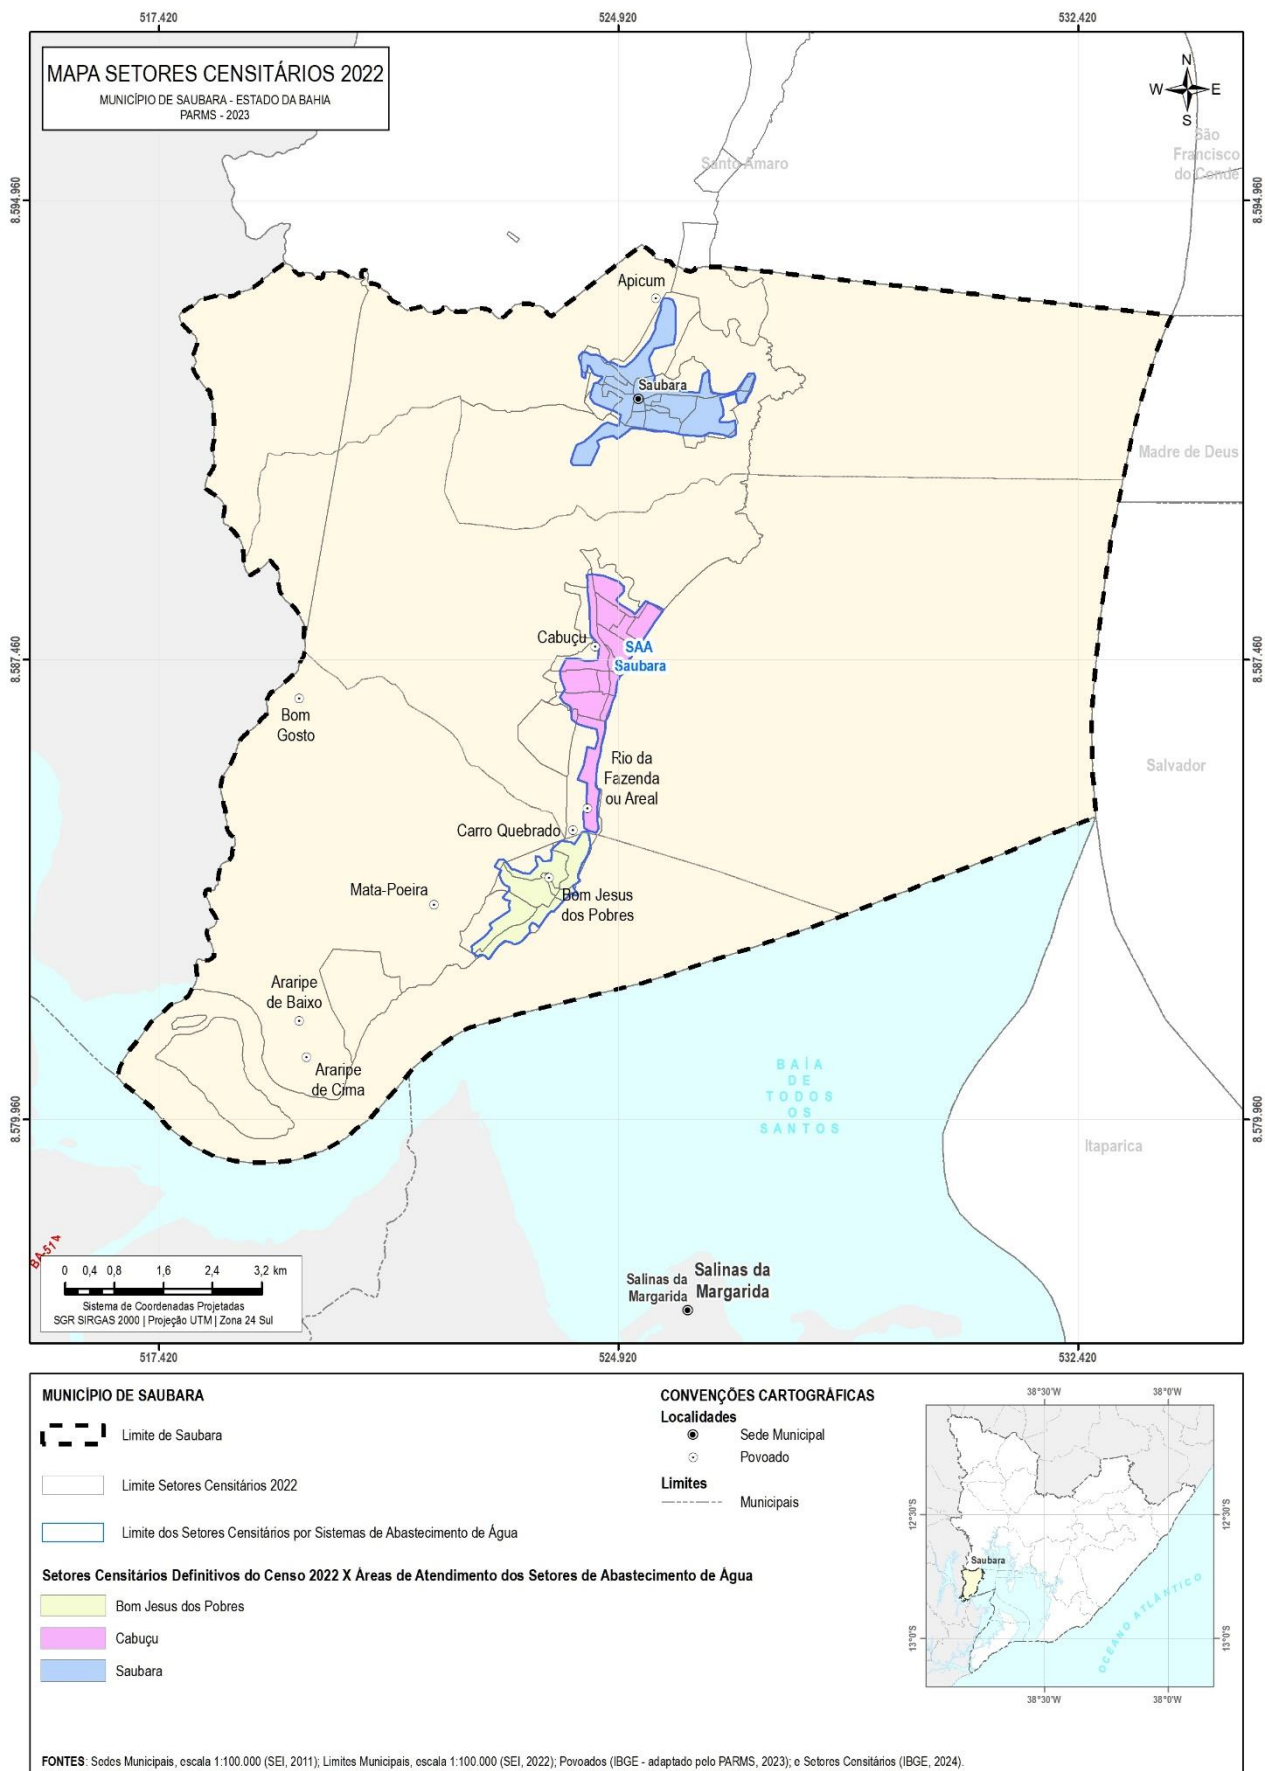 517.420
524.920
532.420
MAPA SETORES CENSITÁRIOS 2022
MUNICÍPIO DE SAUBARA - ESTADO DA BAHIA
PARMS - 2023
N
W
E
S
São
Francisco
do Conde
Santo Amaro
8.594.960
8.594.960
Apicum
Saubara
Madre de Deus
Cabuçu
SAA
Saubara
8.587.460
8.587.460
Bom
Gosto
Rio da
Fazenda
ou Areal
Salvador
Carro Quebrado
Mata-Poeira
Bom Jesus
dos Pobres
Araripe
de Baixo
Araripe
de Cima
BAÍA
DE
TODOS
OS
SANTOS
8.579.960
8.579.960
Itaparica
BA-514
0 0,4 0,8 1,6 2,4 3,2 km
Sistema de Coordenadas Projetadas
SGR SIRGAS 2000 | Projeção UTM | Zona 24 Sul
Salinas da
Margarida
Salinas da
Margarida
517.420
524.920
532.420
MUNICÍPIO DE SAUBARA
Limite de Saubara
Limite Setores Censitários 2022
Limite dos Setores Censitários por Sistemas de Abastecimento de Água
Setores Censitários Definitivos do Censo 2022 X Áreas de Atendimento dos Setores de Abastecimento de Água
Bom Jesus dos Pobres
Cabuçu
Saubara
CONVENÇÕES CARTOGRÁFICAS
Localidades
Sede Municipal
Povoado
Limites
Municipais
38°30'W
38°0'W
12°30'S
12°30'S
Saubara
OCEANO ATLÂNTICO
13°0'S
13°0'S
38°30'W
38°0'W
FONTES: Sedes Municipais, escala 1:100.000 (SEI, 2011); Limites Municipais, escala 1:100.000 (SEI, 2022); Povoados (IBGE - adaptado pelo PARMS, 2023); e Setores Censitários (IBGE, 2024).